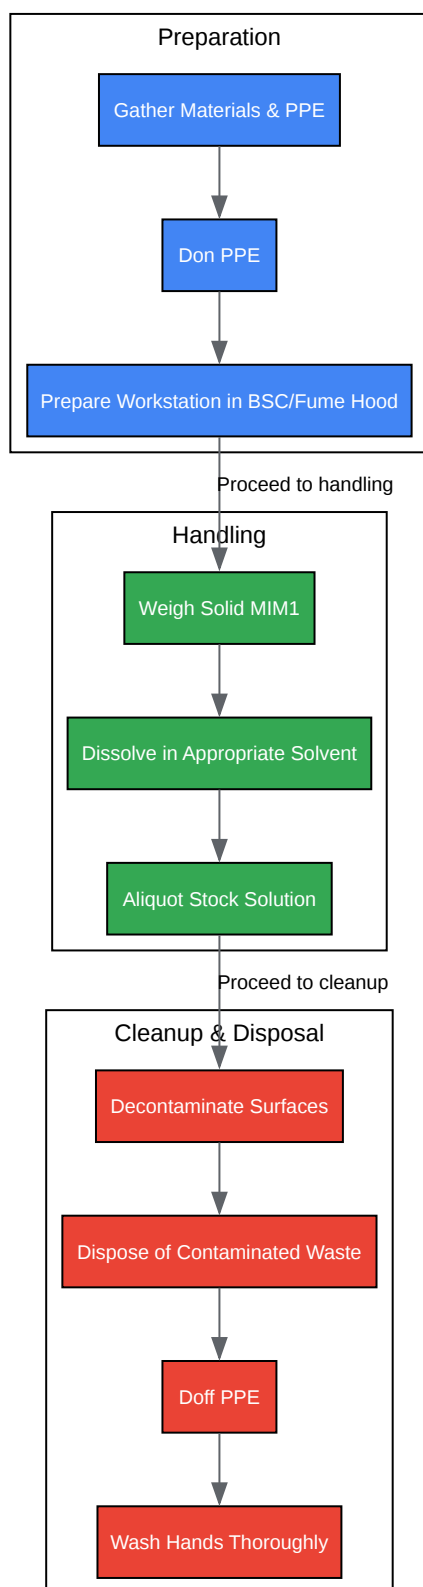 Preparation
Gather Materials & PPE
Don PPE
Prepare Workstation in BSC/Fume Hood
Proceed to handling
Handling
Weigh Solid MIM1
Dissolve in Appropriate Solvent
Aliquot Stock Solution
Proceed to cleanup
Cleanup & Disposal
Decontaminate Surfaces
Dispose of Contaminated Waste
Doff PPE
Wash Hands Thoroughly